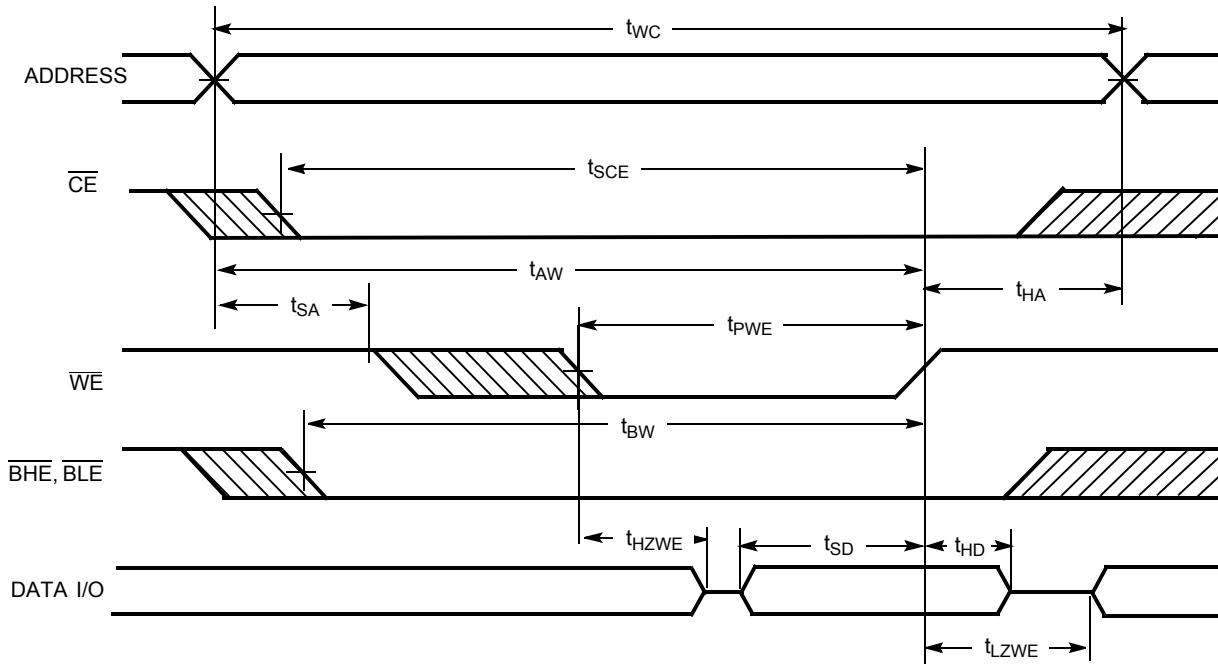 tWC
ADDRESS
tSCE
CE
tAW
tSA
tHA
tPWE
WE
tBW
BHE, BLE
tHZWE
tSD
tHD
DATA I/O
tLZWE